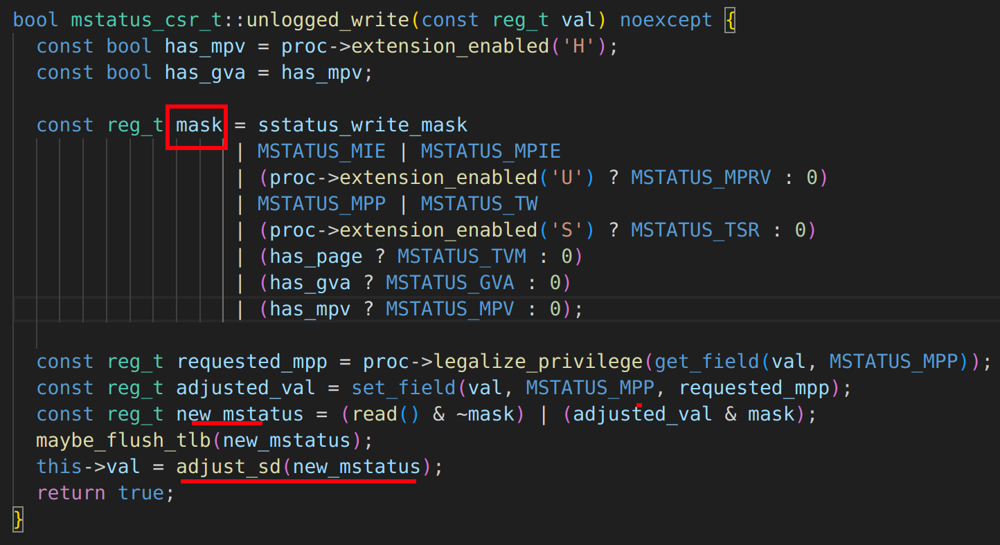 bool mstatus_csr_t::unlogged_write(const reg_t val) noexcept {
  const bool has_mpv = proc->extension_enabled('H');
  const bool has_gva = has_mpv;
  const reg_t mask = sstatus_write_mask
                   | MSTATUS_MIE | MSTATUS_MPIE
                   | (proc->extension_enabled('U') ? MSTATUS_MPRV : 0)
                   | MSTATUS_MPP | MSTATUS_TW
                   | (proc->extension_enabled('S') ? MSTATUS_TSR : 0)
                   | (has_page ? MSTATUS_TVM : 0)
                   | (has_gva ? MSTATUS_GVA : 0)
                   | (has_mpv ? MSTATUS_MPV : 0);
  const reg_t requested_mpp = proc->legalize_privilege(get_field(val, MSTATUS_MPP));
  const reg_t adjusted_val = set_field(val, MSTATUS_MPP, requested_mpp);
  const reg_t new_mstatus = (read() & ~mask) | (adjusted_val & mask);
  maybe_flush_tlb(new_mstatus);
  this->val = adjust_sd(new_mstatus);
  return true;
}